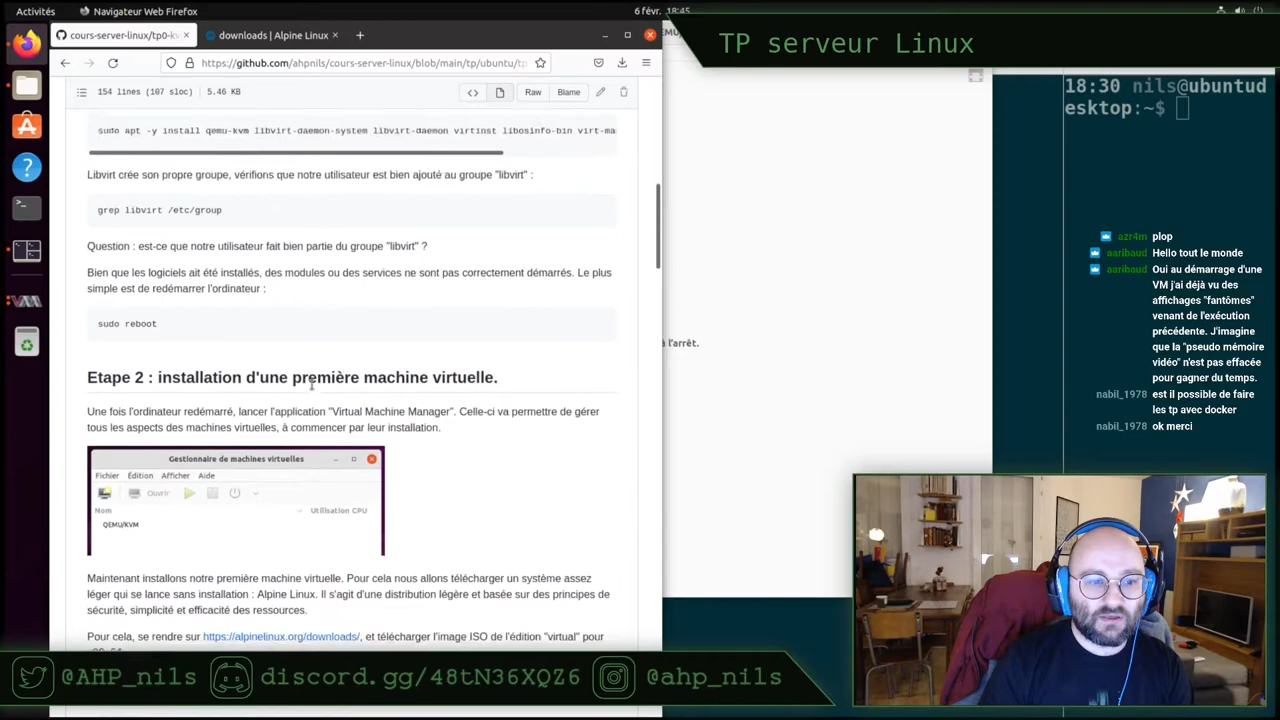 Activités
Navigateur Web Firefox
6 févr. 18:45
TP serveur Linux
cours-server-linux/tp0-kv
downloads | Alpine Linux
https://github.com/ahpnils/cours-server-linux/blob/main/tp/ubuntu/tp
154 lines (107 sloc)
5.46 KB
Raw
Blame
sudo apt -y install qemu-kvm libvirt-daemon-system libvirt-daemon virtinst libosinfo-bin virt-ma
Libvirt crée son propre groupe, vérifions que notre utilisateur est bien ajouté au groupe "libvirt" :
grep libvirt /etc/group
Question : est-ce que notre utilisateur fait bien partie du groupe "libvirt" ?
Bien que les logiciels ait été installés, des modules ou des services ne sont pas correctement démarrés. Le plus
simple est de redémarrer l'ordinateur :
sudo reboot
Etape 2 : installation d'une première machine virtuelle.
Une fois l'ordinateur redémarré, lancer l'application "Virtual Machine Manager". Celle-ci va permettre de gérer
tous les aspects des machines virtuelles, à commencer par leur installation.
Gestionnaire de machines virtuelles
Fichier Édition Afficher Aide
Ouvrir
Nom
Utilisation CPU
QEMU/KVM
Maintenant installons notre première machine virtuelle. Pour cela nous allons télécharger un système assez
léger qui se lance sans installation : Alpine Linux. Il s'agit d'une distribution légère et basée sur des principes de
sécurité, simplicité et efficacité des ressources.
Pour cela, se rendre sur https://alpinelinux.org/downloads/, et télécharger l'image ISO de l'édition "virtual" pour
à l'arrêt.
18:30 nils@ubuntud
esktop:~$
azr4m plop
aaribaud Hello tout le monde
aaribaud Oui au démarrage d'une
VM j'ai déjà vu des
affichages "fantômes"
venant de l'exécution
précédente. J'imagine
que la "pseudo mémoire
vidéo" n'est pas effacée
pour gagner du temps.
nabil_1978 est il possible de faire
les tp avec docker
nabil_1978 ok merci
@AHP_nils
discord.gg/48tN36XQZ6
@ahp_nils